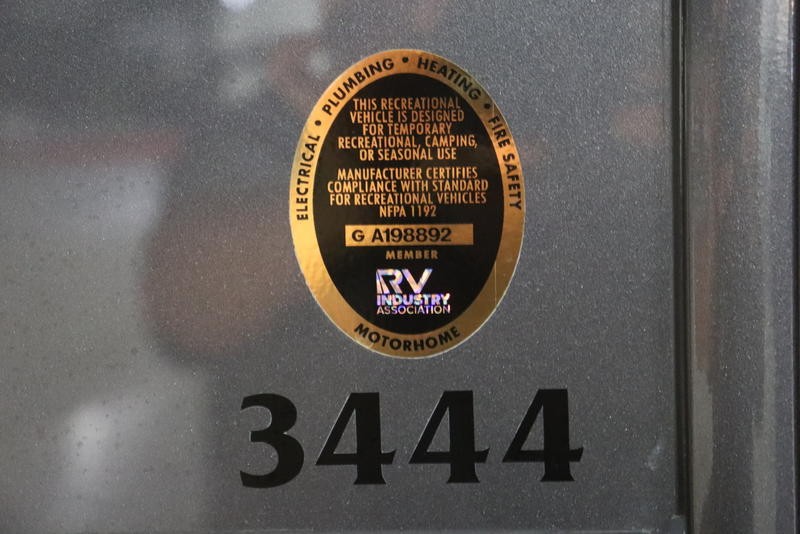 ELECTRICAL • PLUMBING • HEATING • FIRE SAFETY
THIS RECREATIONAL
VEHICLE IS DESIGNED
FOR TEMPORARY
RECREATIONAL, CAMPING,
OR SEASONAL USE
MANUFACTURER CERTIFIES
COMPLIANCE WITH STANDARD
FOR RECREATIONAL VEHICLES
NFPA 1192
G A198892
MEMBER
RV
INDUSTRY
ASSOCIATION
MOTORHOME
3444